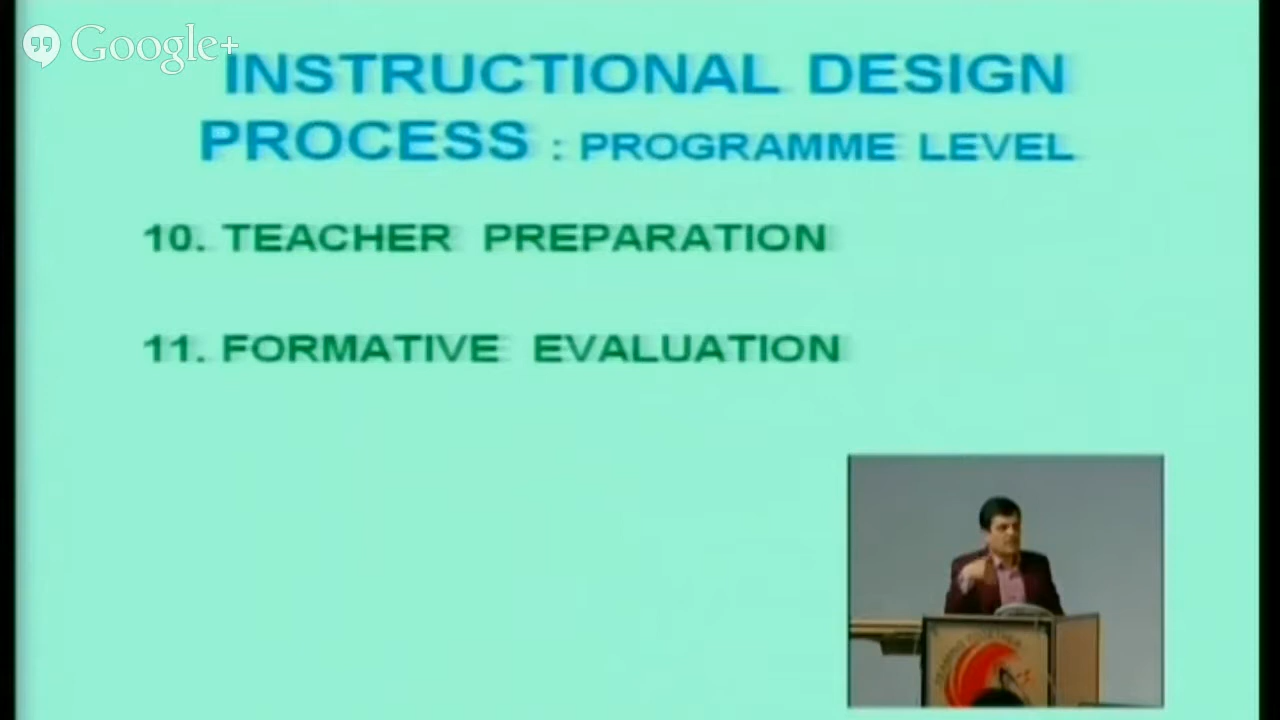 Google+
INSTRUCTIONAL DESIGN
PROCESS : PROGRAMME LEVEL
10. TEACHER PREPARATION
11. FORMATIVE EVALUATION